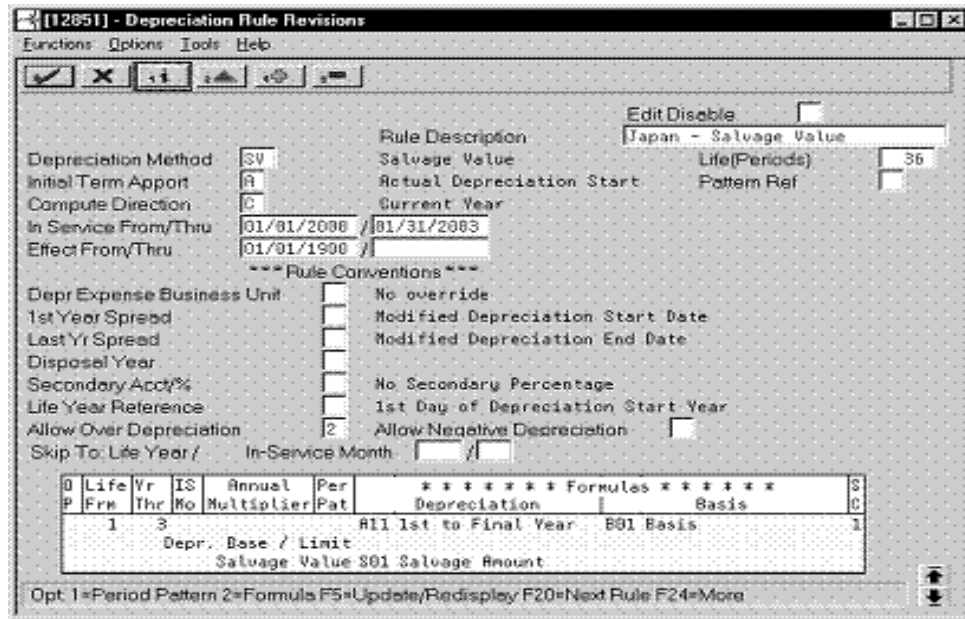 [12851] - Depreciation Rule Revisions
Functions Options Tools Help
Edit Disable
Rule Description Japan - Salvage Value
Depreciation Method SV Salvage Value Life(Periods) 36
Initial Term Apport A Actual Depreciation Start Pattern Ref
Compute Direction C Current Year
In Service From/Thru 01/01/2000 / 01/31/2003
Effect From/Thru 01/01/1900 /
*** Rule Conventions ***
Depr Expense Business Unit No override
1st Year Spread Modified Depreciation Start Date
Last Yr Spread Modified Depreciation End Date
Disposal Year
Secondary Acct/% No Secondary Percentage
Life Year Reference 1st Day of Depreciation Start Year
Allow Over Depreciation 2 Allow Negative Depreciation
Skip To: Life Year / In-Service Month /
O Life Yr IS Annual Per * * * * * * * Formulas * * * * * * S
P Frm Thr Mo Multiplier Pat Depreciation Basis C
1 3 All 1st to Final Year B01 Basis 1
Depr. Base / Limit
Salvage Value S01 Salvage Amount
Opt: 1=Period Pattern 2=Formula F5=Update/Redisplay F20=Next Rule F24=More